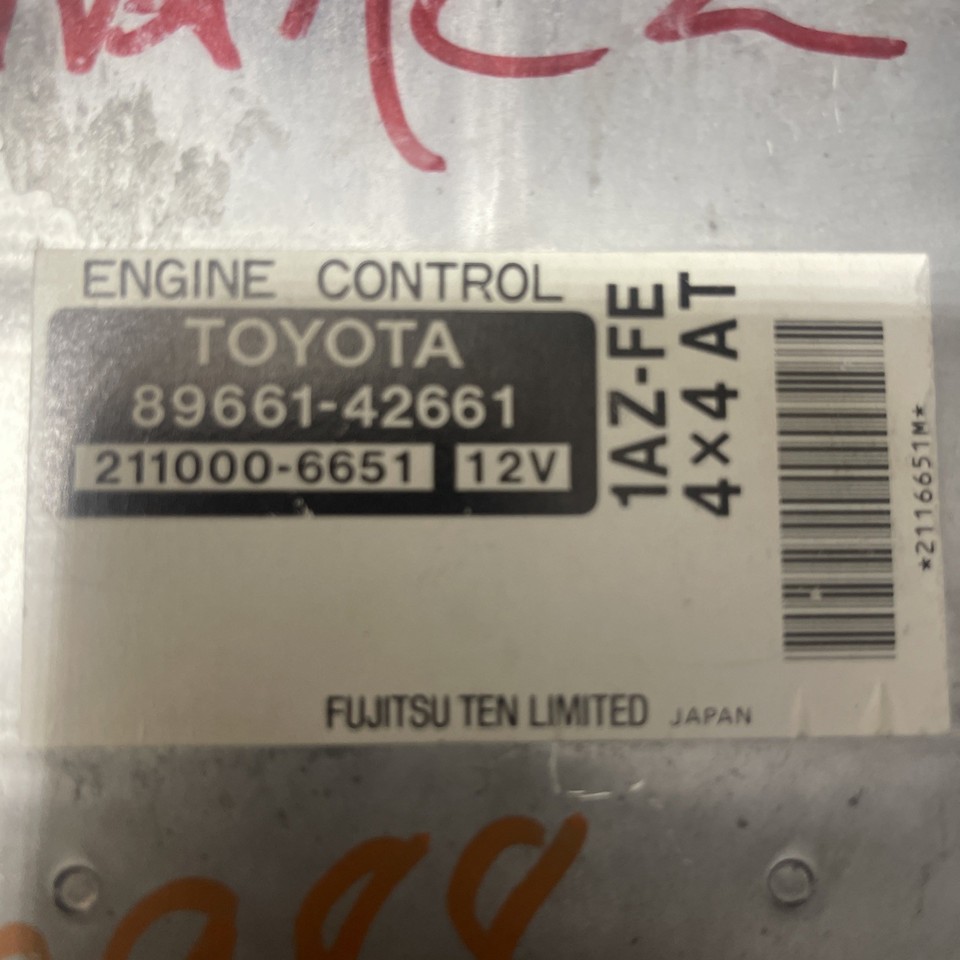 ENGINE CONTROL
TOYOTA
89661-42661
211000-6651 12V
1AZ-FE
4×4 AT
*2116651M*
FUJITSU TEN LIMITED JAPAN